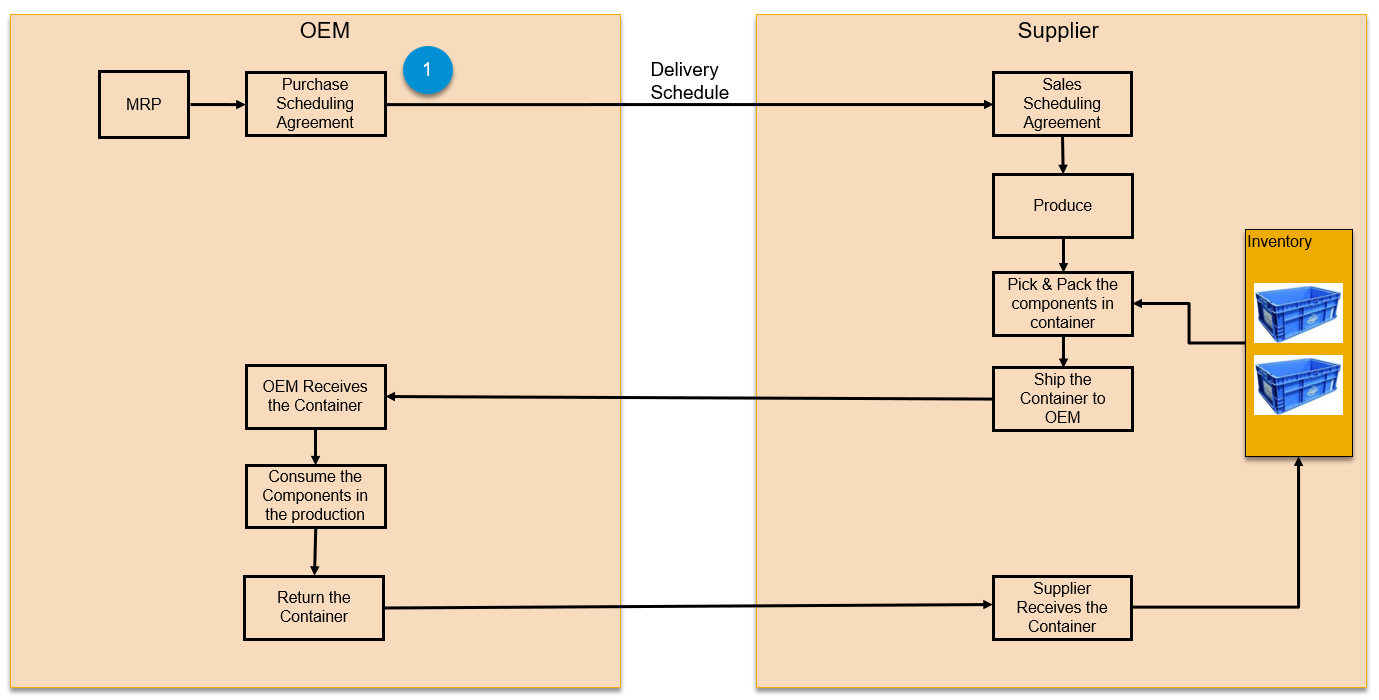 OEM
Supplier
MRP
Purchase
Scheduling
Agreement
1
Delivery
Schedule
Sales
Scheduling
Agreement
Produce
Inventory
Pick & Pack the
components in
container
Ship the
Container to
OEM
OEM Receives
the Container
Consume the
Components in
the production
Return the
Container
Supplier
Receives the
Container